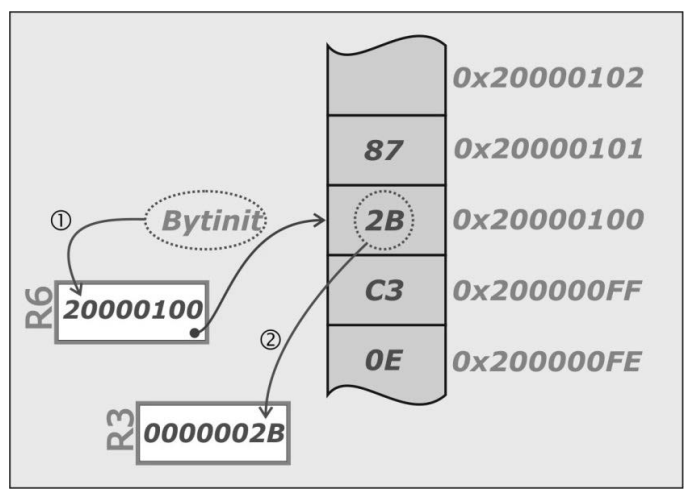 0x20000102
87 0x20000101
① Bytinit 2B 0x20000100
R6 20000100 C3 0x200000FF
② 0E 0x200000FE
R3 0000002B